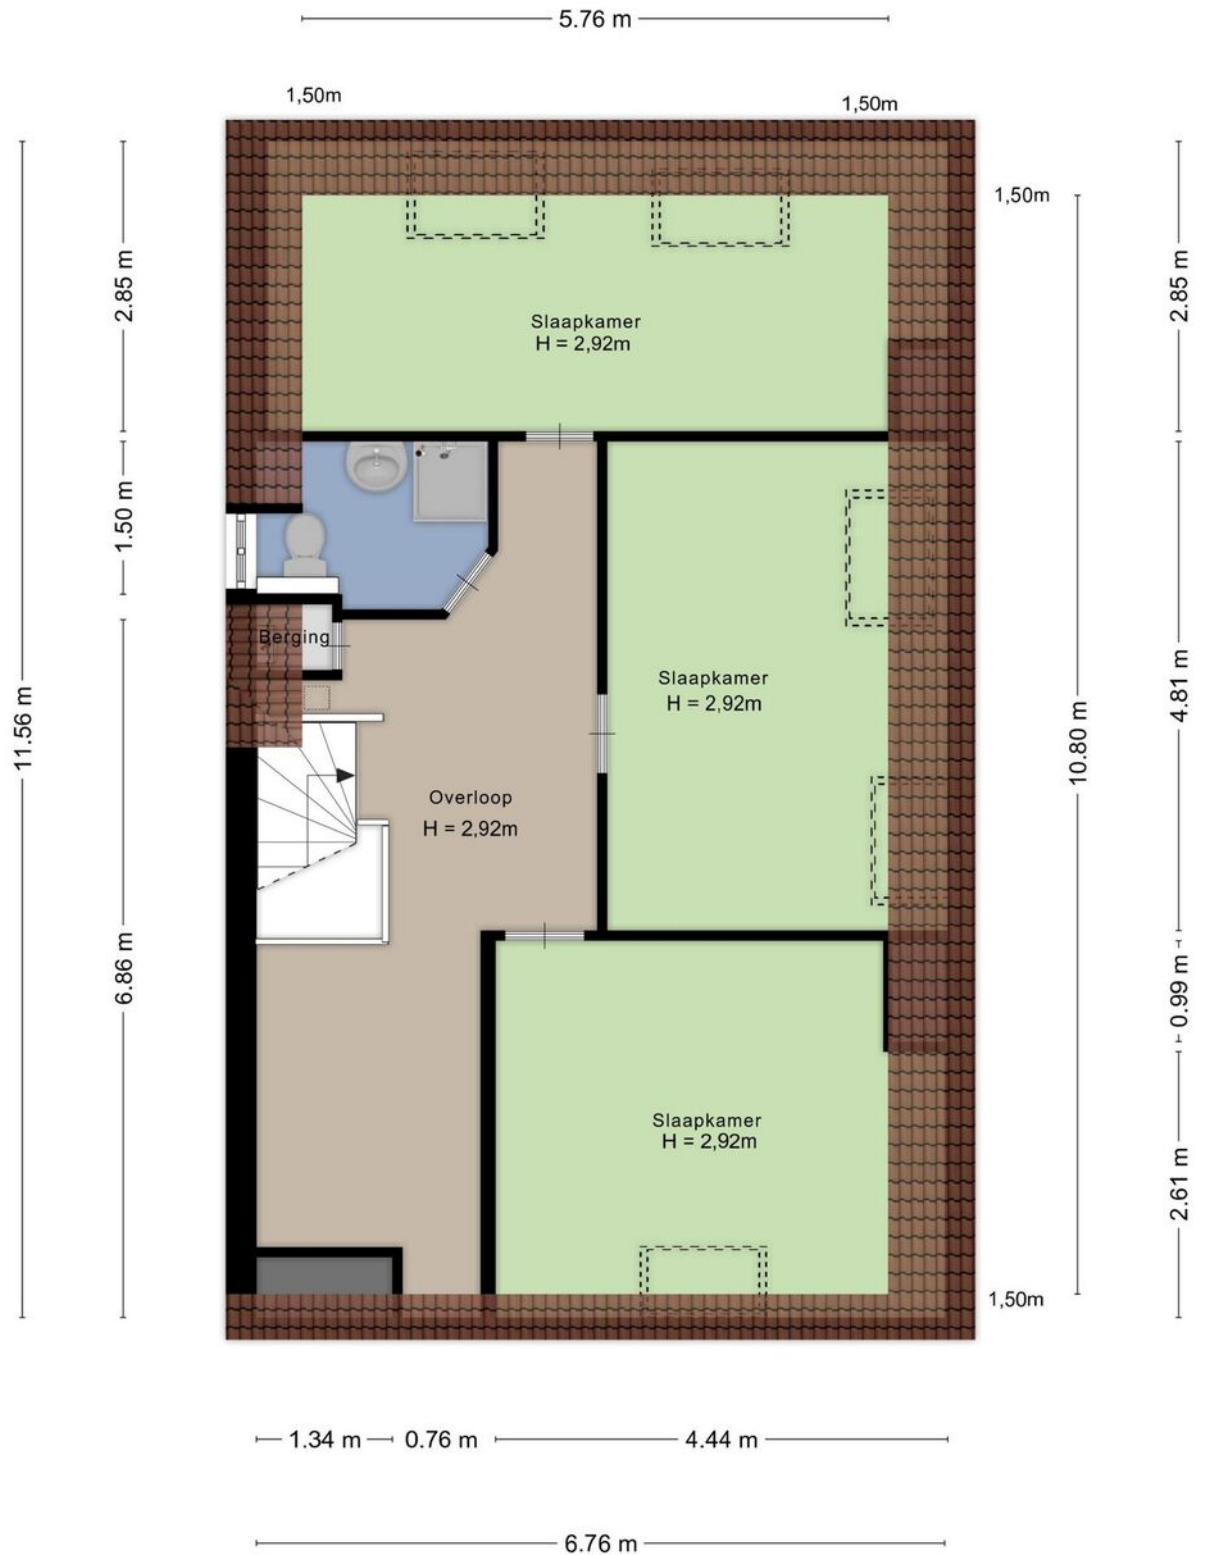 5.76 m
1,50m
1,50m
1,50m
2.85 m
2.85 m
Slaapkamer
H = 2,92m
1.50 m
Berging
Slaapkamer
H = 2,92m
4.81 m
11.56 m
10.80 m
Overloop
H = 2,92m
6.86 m
0.99 m
Slaapkamer
H = 2,92m
2.61 m
1,50m
1.34 m
0.76 m
4.44 m
6.76 m